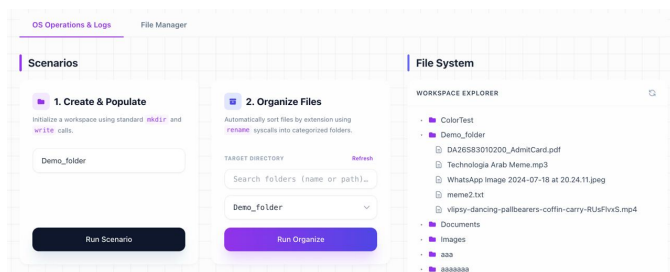 OS Operations & Logs
File Manager
Scenarios
1. Create & Populate
Initialize a workspace using standard mkdir and
write calls.
Demo_folder
Run Scenario
2. Organize Files
Automatically sort files by extension using
rename syscalls into categorized folders.
TARGET DIRECTORY
Refresh
Search folders (name or path)…
Demo_folder
Run Organize
File System
WORKSPACE EXPLORER
ColorTest
Demo_folder
DA26S83010200_AdmitCard.pdf
Technologia Arab Meme.mp3
WhatsApp Image 2024-07-18 at 20.24.11.jpeg
meme2.txt
vlipsy-dancing-pallbearers-coffin-carry-RUsFlvxS.mp4
Documents
Images
aaa
aaaaaaa